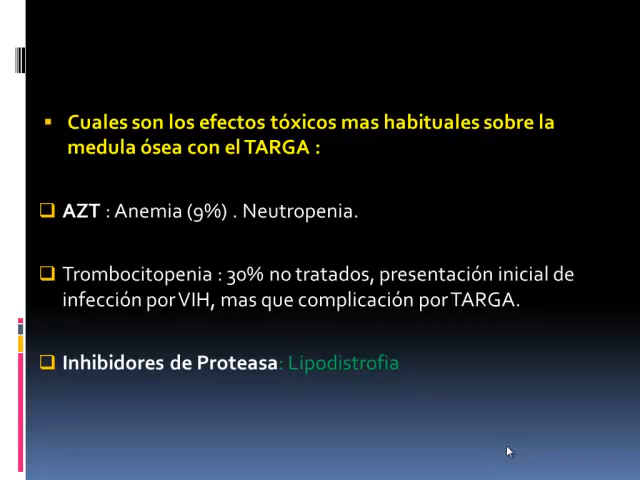 Cuales son los efectos tóxicos mas habituales sobre la
medula ósea con el TARGA :
AZT : Anemia (9%) . Neutropenia.
Trombocitopenia : 30% no tratados, presentación inicial de
infección por VIH, mas que complicación por TARGA.
Inhibidores de Proteasa: Lipodistrofia